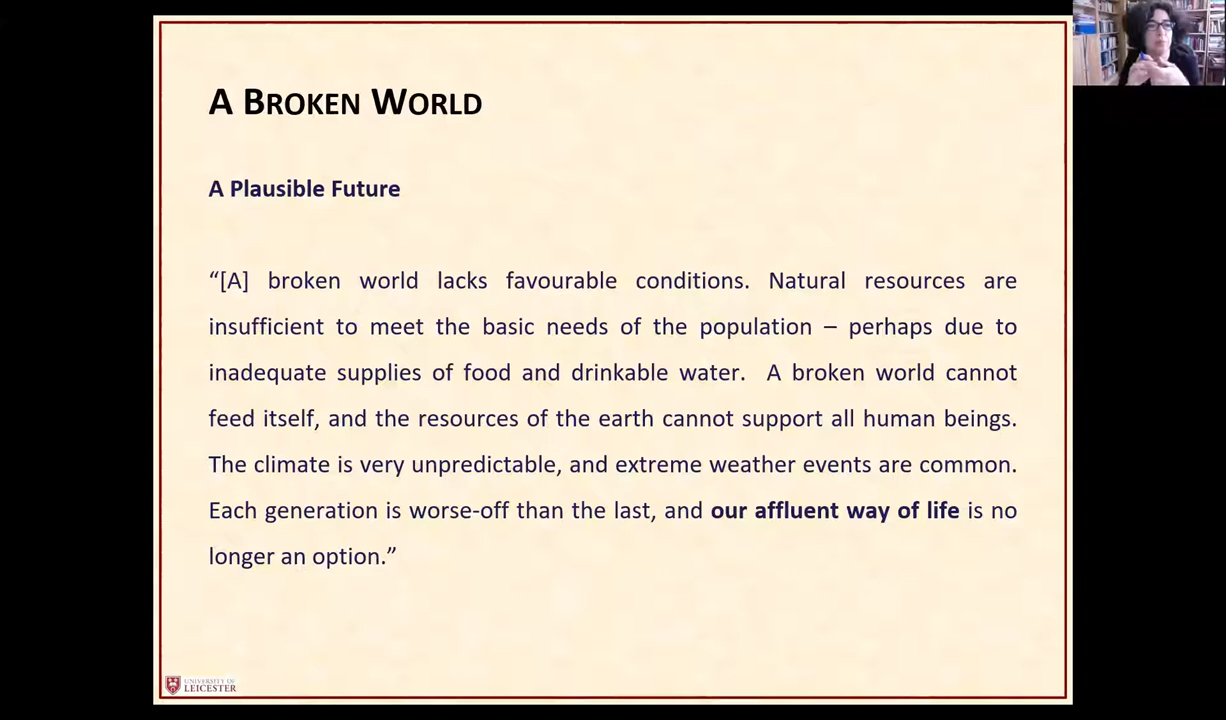 A BROKEN WORLD
A Plausible Future
“[A] broken world lacks favourable conditions. Natural resources are
insufficient to meet the basic needs of the population – perhaps due to
inadequate supplies of food and drinkable water. A broken world cannot
feed itself, and the resources of the earth cannot support all human beings.
The climate is very unpredictable, and extreme weather events are common.
Each generation is worse-off than the last, and our affluent way of life is no
longer an option.”
UNIVERSITY OF
LEICESTER